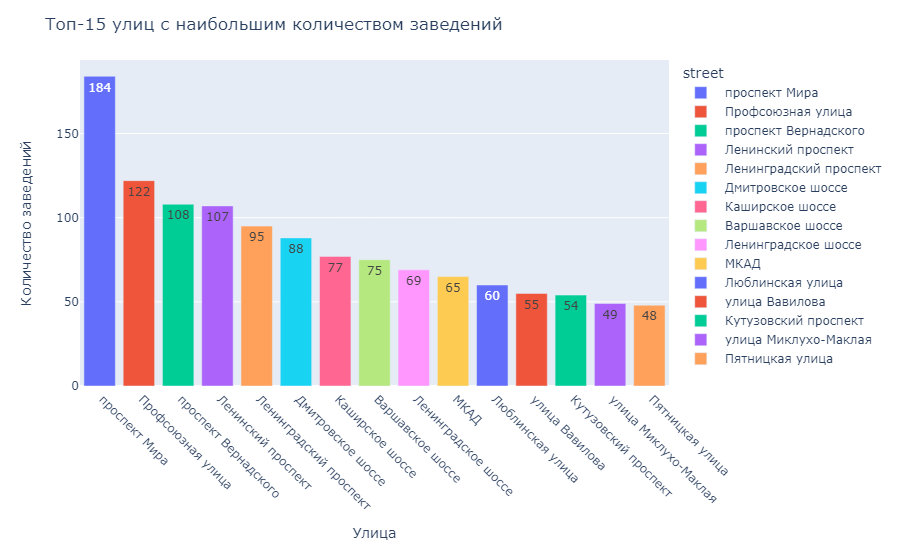 Топ-15 улиц с наибольшим количеством заведений
Количество заведений
150
100
50
0
184
122
108
107
95
88
77
75
69
65
60
55
54
49
48
проспект Мира
Профсоюзная улица
проспект Вернадского
Ленинский проспект
Ленинградский проспект
Дмитровское шоссе
Каширское шоссе
Варшавское шоссе
Ленинградское шоссе
МКАД
Люблинская улица
улица Вавилова
Кутузовский проспект
улица Миклухо-Маклая
Пятницкая улица
Улица
street
проспект Мира
Профсоюзная улица
проспект Вернадского
Ленинский проспект
Ленинградский проспект
Дмитровское шоссе
Каширское шоссе
Варшавское шоссе
Ленинградское шоссе
МКАД
Люблинская улица
улица Вавилова
Кутузовский проспект
улица Миклухо-Маклая
Пятницкая улица